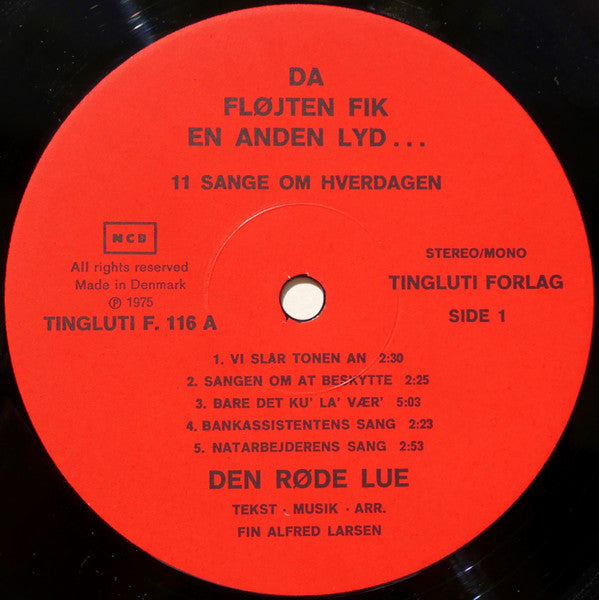 DA
FLØJTEN FIK
EN ANDEN LYD...
11 SANGE OM HVERDAGEN
NCB
All rights reserved
Made in Denmark
℗ 1975
TINGLUTI F. 116 A
STEREO/MONO
TINGLUTI FORLAG
SIDE 1
1. VI SLÅR TONEN AN 2:30
2. SANGEN OM AT BESKYTTE 2:25
3. BARE DET KU' LA' VÆR' 5:03
4. BANKASSISTENTENS SANG 2:23
5. NATARBEJDERENS SANG 2:53
DEN RØDE LUE
TEKST · MUSIK · ARR.
FIN ALFRED LARSEN